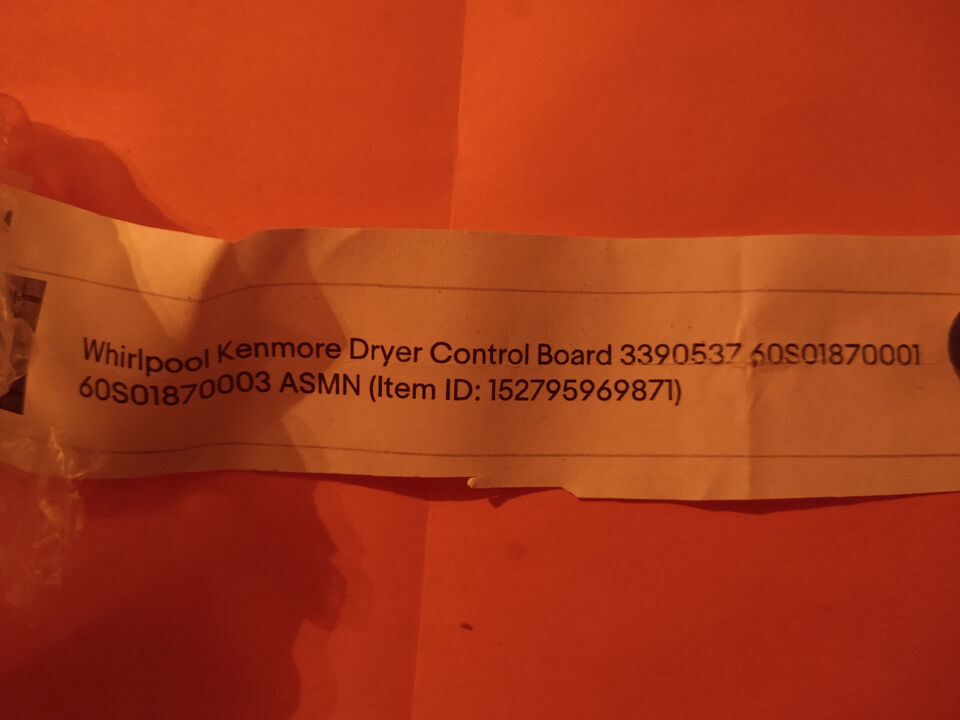 Whirlpool Kenmore Dryer Control Board 3390537 60S01870001
60S01870003 ASMN (Item ID: 152795969871)